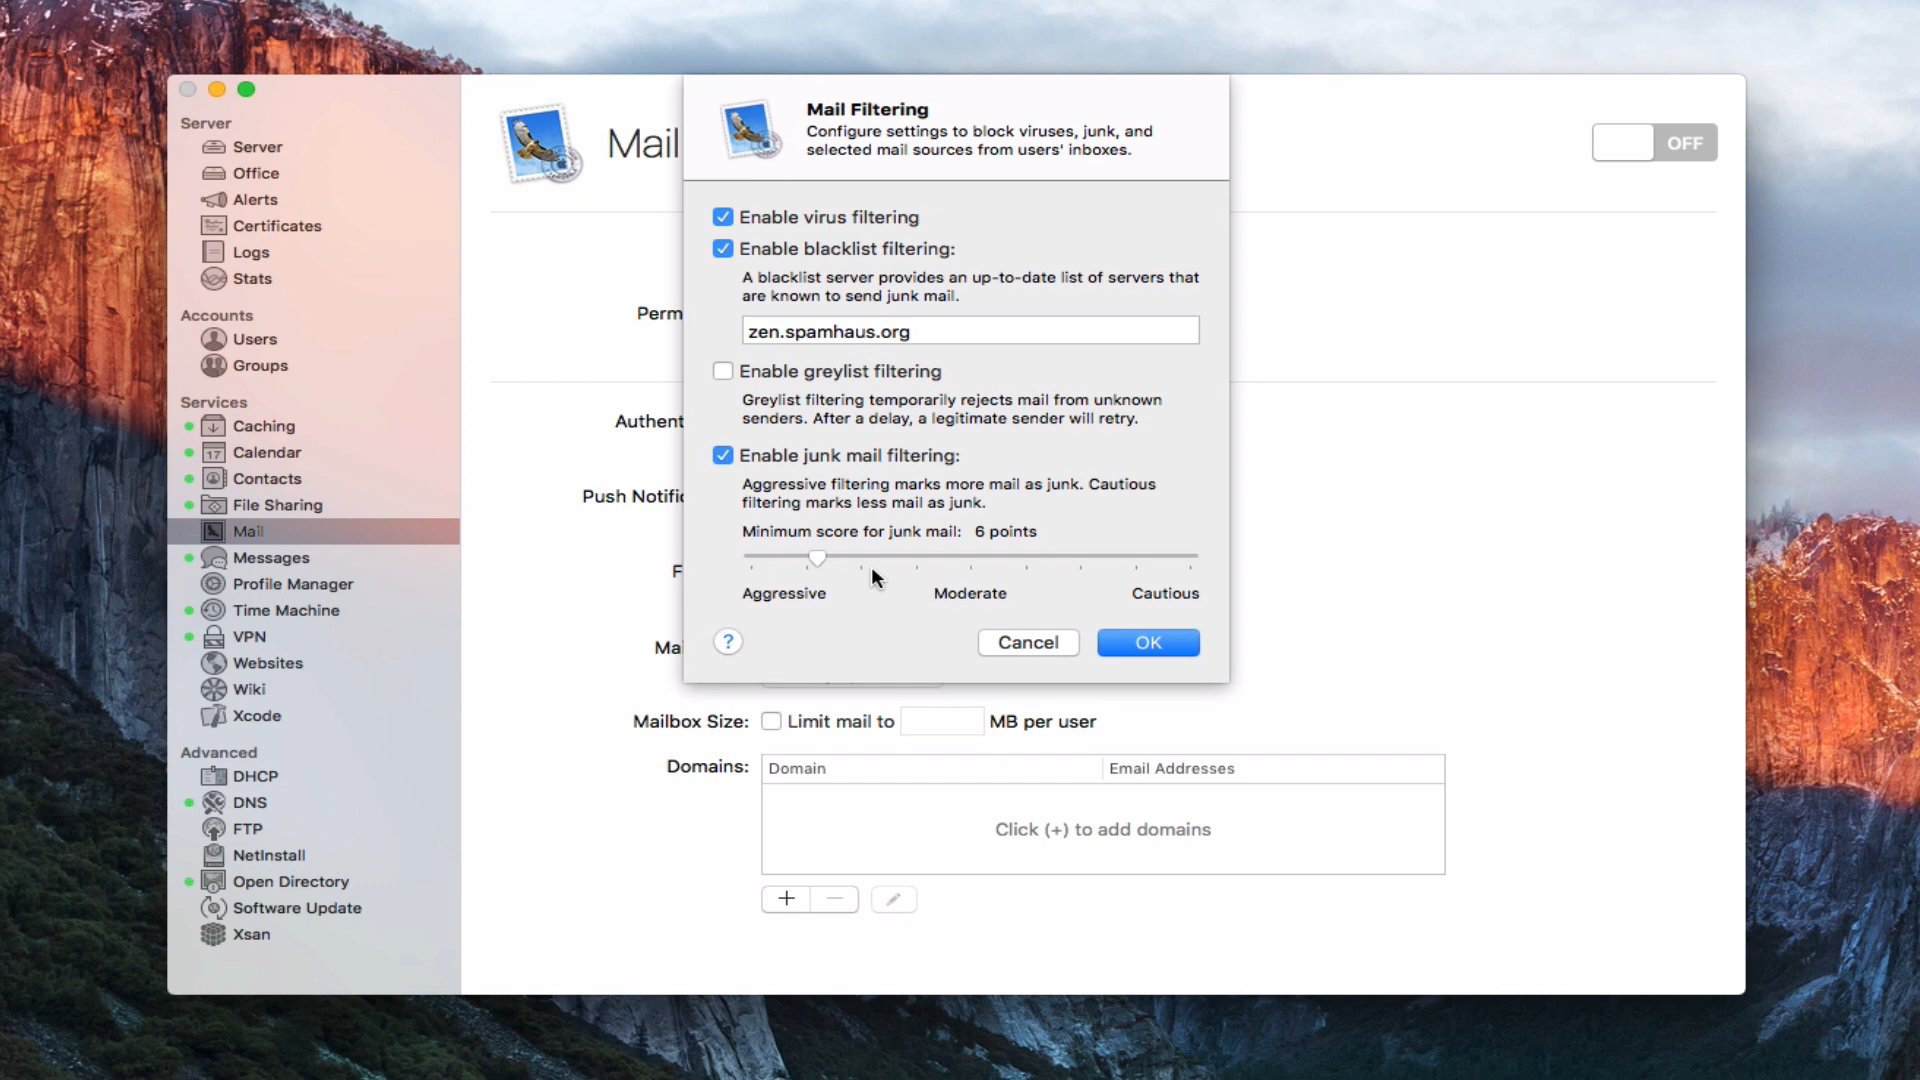 Server
Server
Office
Alerts
Certificates
Logs
Stats
Accounts
Users
Groups
Services
Caching
17
Calendar
Contacts
File Sharing
Mail
Messages
Profile Manager
Time Machine
VPN
Websites
Wiki
Xcode
Advanced
DHCP
DNS
FTP
NetInstall
Open Directory
Software Update
Xsan
Mail
OFF
Perm
Authent
Push Notific
F
Mai
Mail Filtering
Configure settings to block viruses, junk, and
selected mail sources from users' inboxes.
Enable virus filtering
Enable blacklist filtering:
A blacklist server provides an up-to-date list of servers that
are known to send junk mail.
zen.spamhaus.org
Enable greylist filtering
Greylist filtering temporarily rejects mail from unknown
senders. After a delay, a legitimate sender will retry.
Enable junk mail filtering:
Aggressive filtering marks more mail as junk. Cautious
filtering marks less mail as junk.
Minimum score for junk mail: 6 points
Aggressive Moderate Cautious
? Cancel OK
Mailbox Size: Limit mail to MB per user
Domains: Domain Email Addresses
Click (+) to add domains
+ −